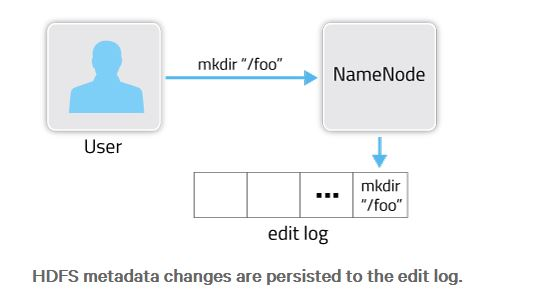 mkdir “/foo”
NameNode
User
... mkdir
“/foo”
edit log
HDFS metadata changes are persisted to the edit log.